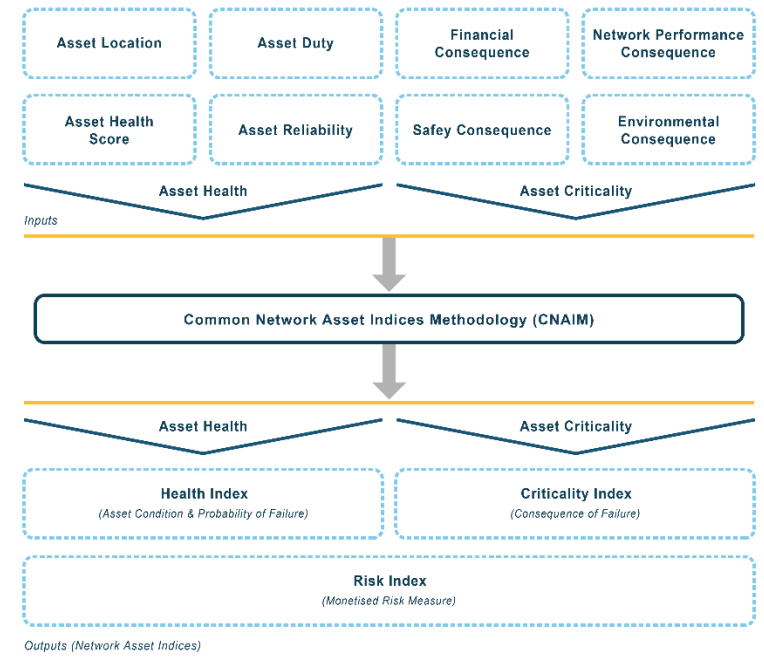 Asset Location
Asset Duty
Financial
Consequence
Network Performance
Consequence
Asset Health
Score
Asset Reliability
Safey Consequence
Environmental
Consequence
Asset Health
Asset Criticality
Inputs
Common Network Asset Indices Methodology (CNAIM)
Asset Health
Asset Criticality
Health Index
(Asset Condition & Probability of Failure)
Criticality Index
(Consequence of Failure)
Risk Index
(Monetised Risk Measure)
Outputs (Network Asset Indices)